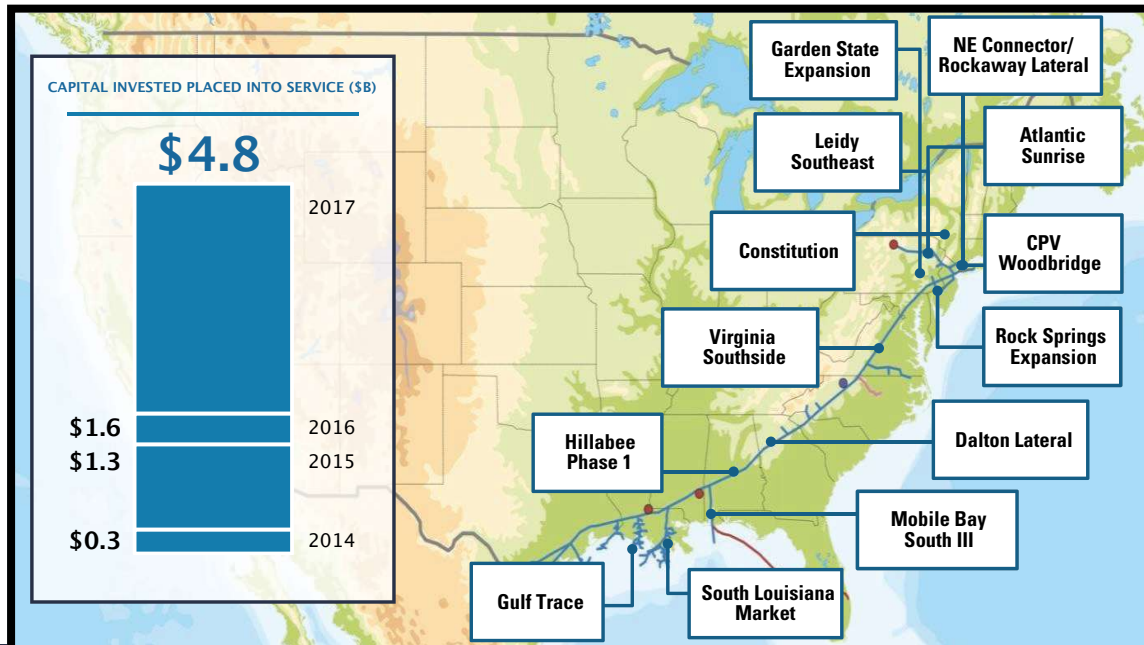 CAPITAL INVESTED PLACED INTO SERVICE ($B)
$4.8
2017
$1.6
2016
$1.3
2015
$0.3
2014
Garden State
Expansion
NE Connector/
Rockaway Lateral
Leidy
Southeast
Atlantic
Sunrise
Constitution
CPV
Woodbridge
Virginia
Southside
Rock Springs
Expansion
Hillabee
Phase 1
Dalton Lateral
Mobile Bay
South III
Gulf Trace
South Louisiana
Market